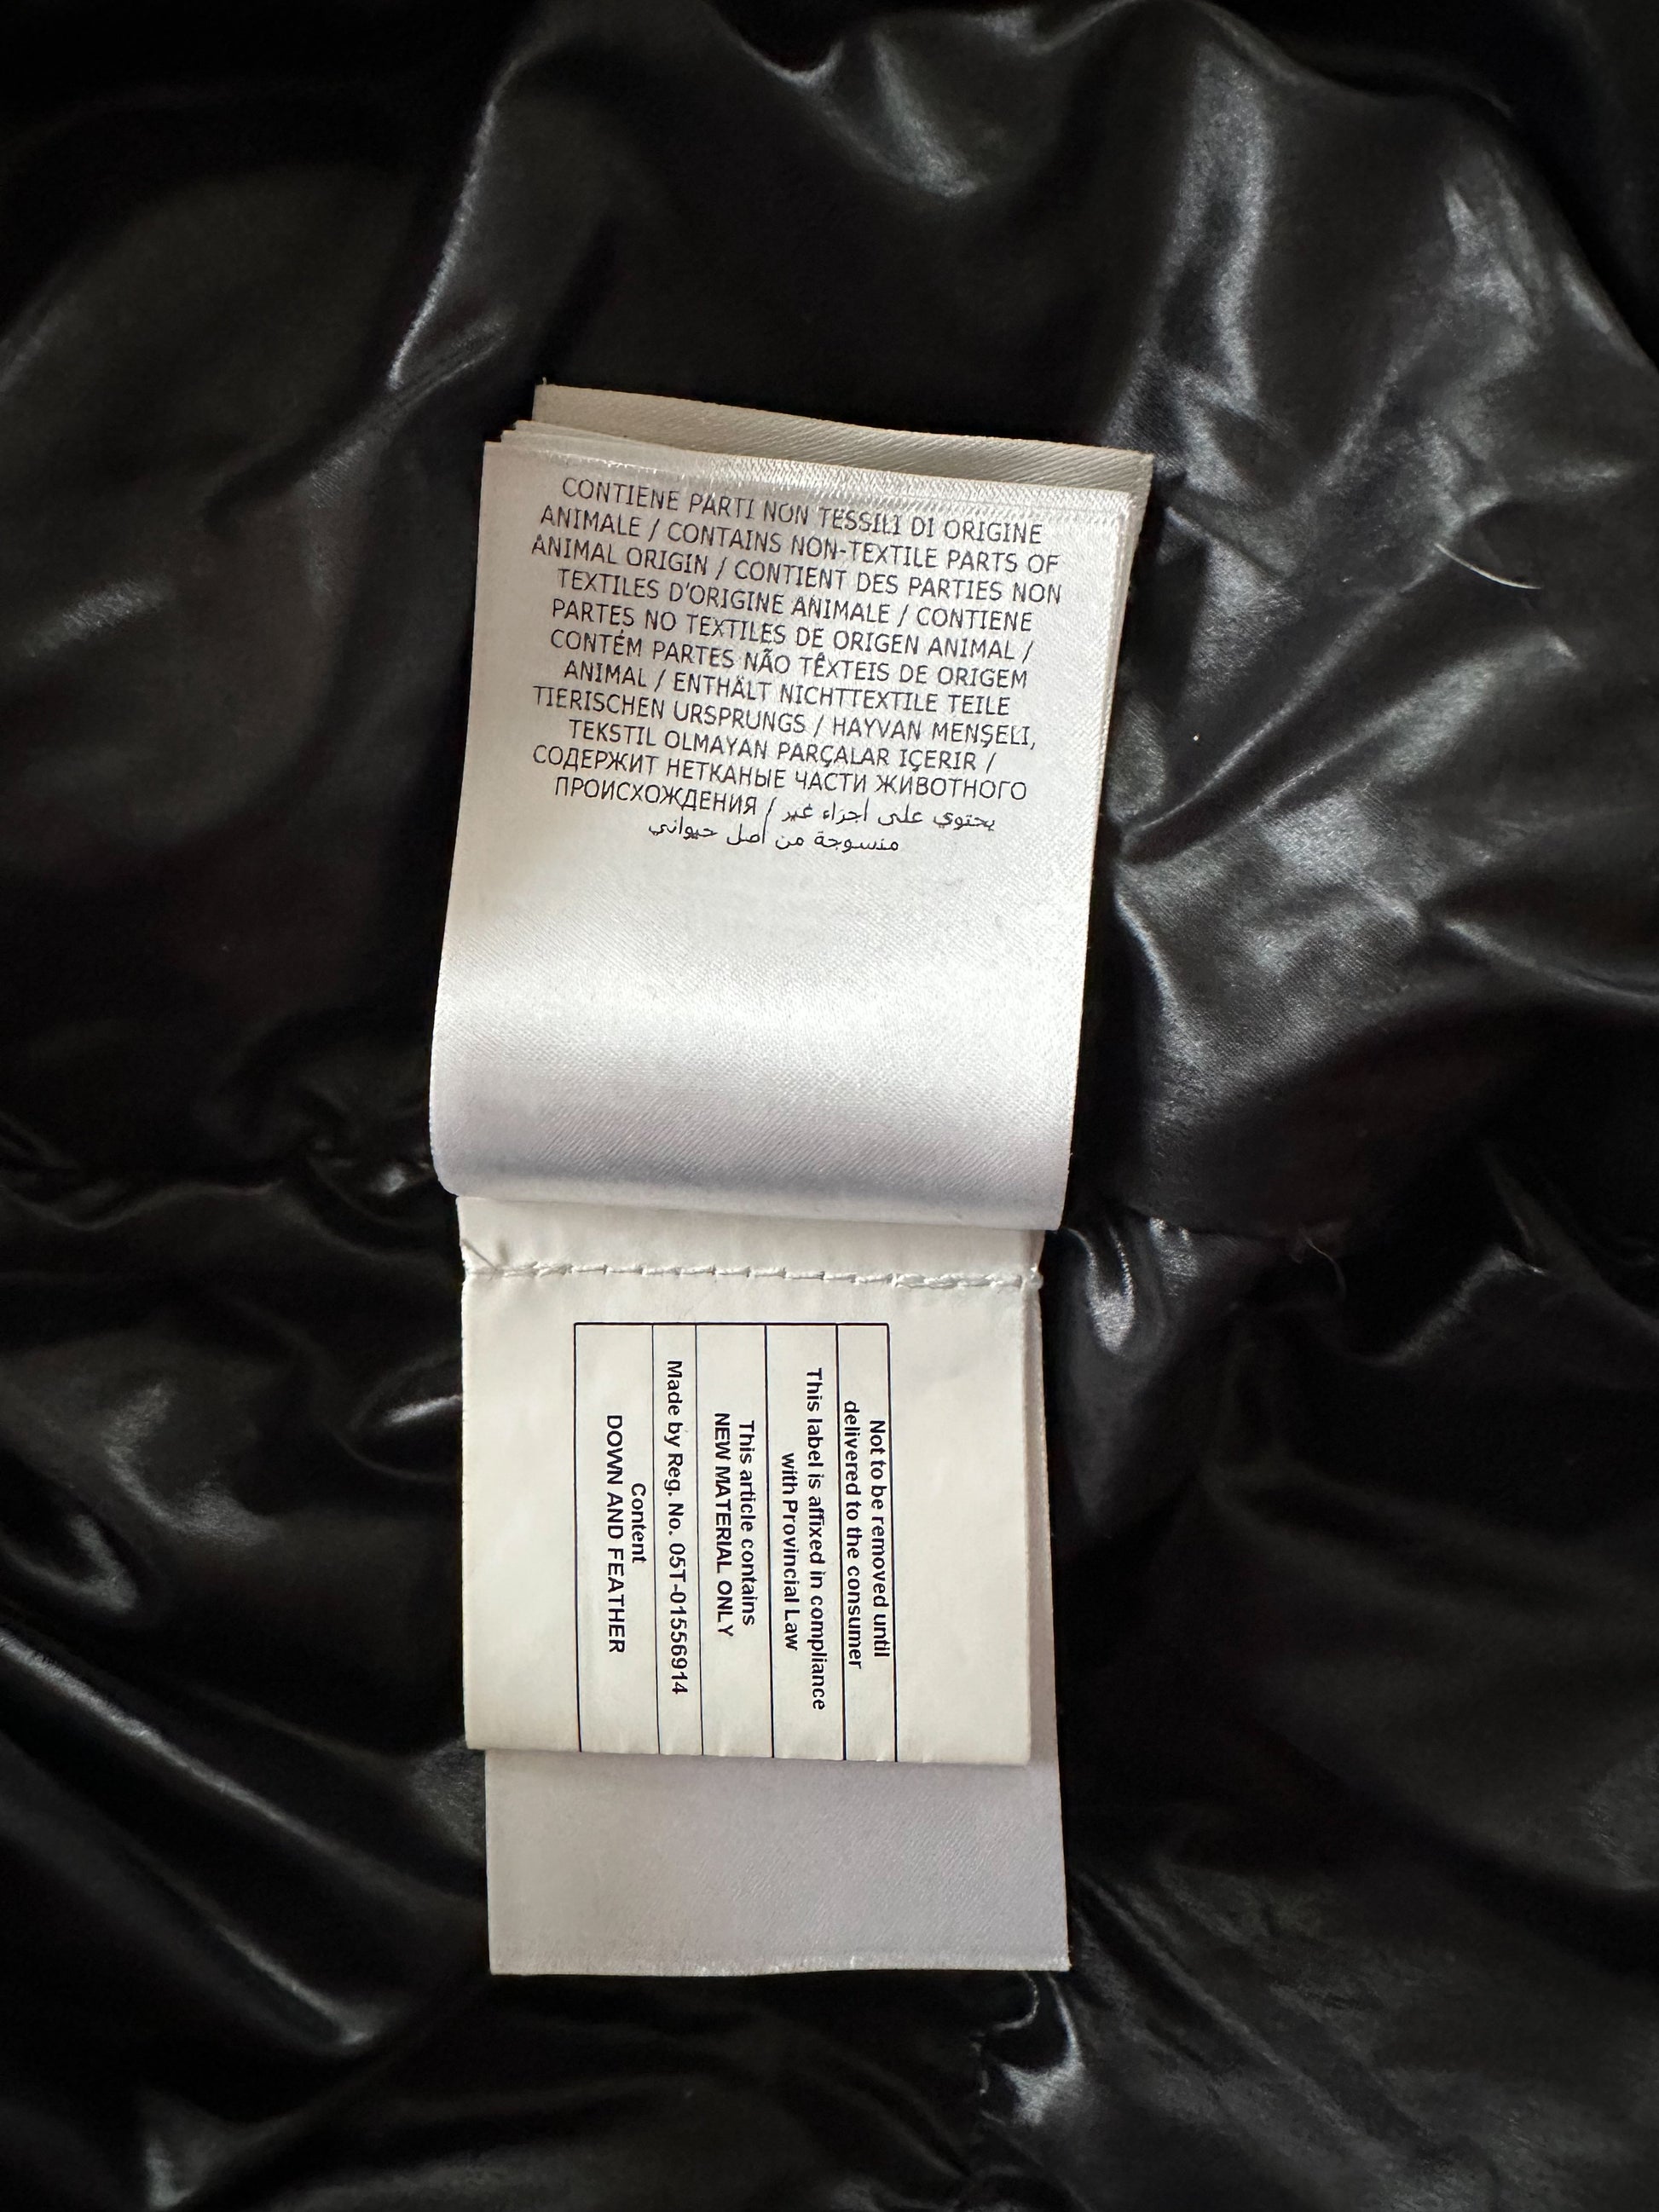 CONTIENE PARTI NON TESSILI DI ORIGINE
ANIMALE / CONTAINS NON-TEXTILE PARTS OF
ANIMAL ORIGIN / CONTIENT DES PARTIES NON
TEXTILES D'ORIGINE ANIMALE / CONTIENE
PARTES NO TEXTILES DE ORIGEN ANIMAL /
CONTÉM PARTES NÃO TÊXTEIS DE ORIGEM
ANIMAL / ENTHÄLT NICHTTEXTILE TEILE
TIERISCHEN URSPRUNGS / HAYVAN MENŞELI,
TEKSTIL OLMAYAN PARÇALAR IÇERIR /
СОДЕРЖИТ НЕТКАНЫЕ ЧАСТИ ЖИВОТНОГО
ПРОИСХОЖДЕНИЯ / يحتوي على أجزاء غير
منسوجة من أصل حيواني
Not to be removed until
delivered to the consumer
This label is affixed in compliance
with Provincial Law
This article contains
NEW MATERIAL ONLY
Made by Reg. No. 05T-01556914
Content
DOWN AND FEATHER